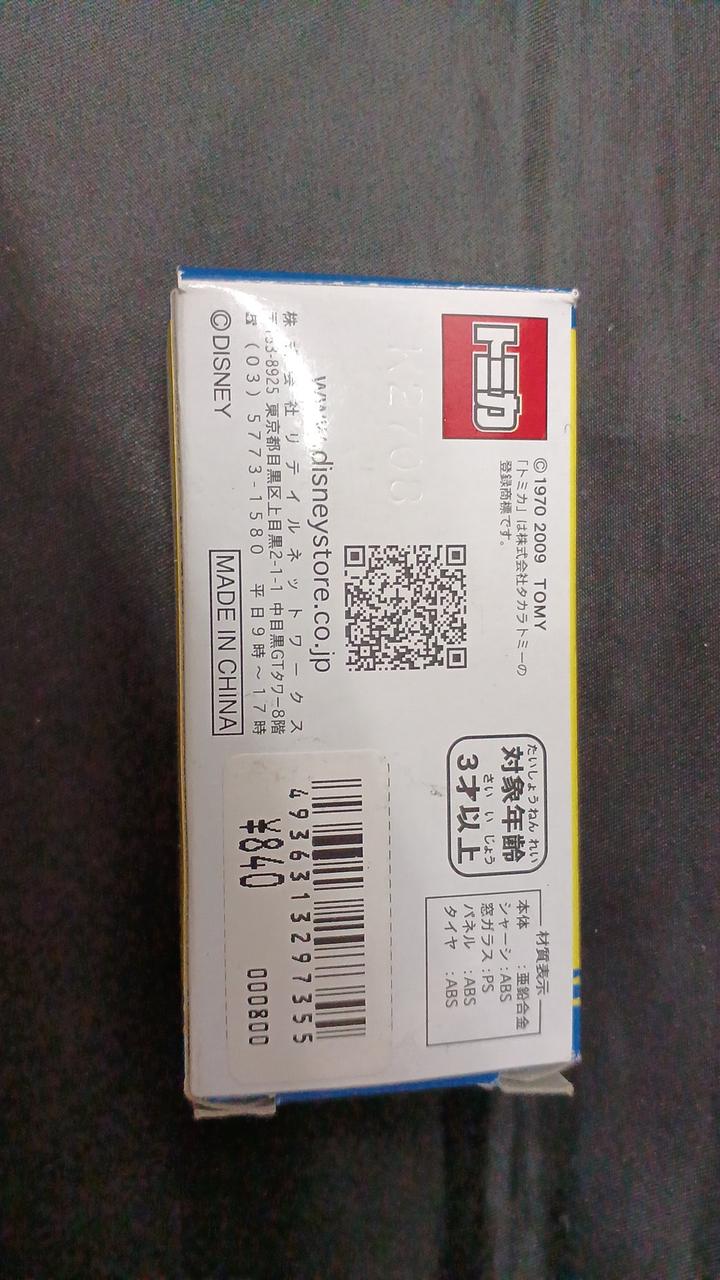 トミカ
© 1970 2009 TOMY
「トミカ」は株式会社タカラトミーの
登録商標です。
たいしょうねんれい
対象年齢
さいいじょう
3才以上
材質表示
本体 :亜鉛合金
シャーシ :ABS
窓ガラス :PS
パネル :ABS
タイヤ :ABS
K2703
www.disneystore.co.jp
株式会社リテイルネットワークス
8925 東京都目黒区上目黒2-1-1 中目黒GTタワー8階
(03)5773-1580 平日9時～17時
©DISNEY
MADE IN CHINA
4936313297355
¥840
000800